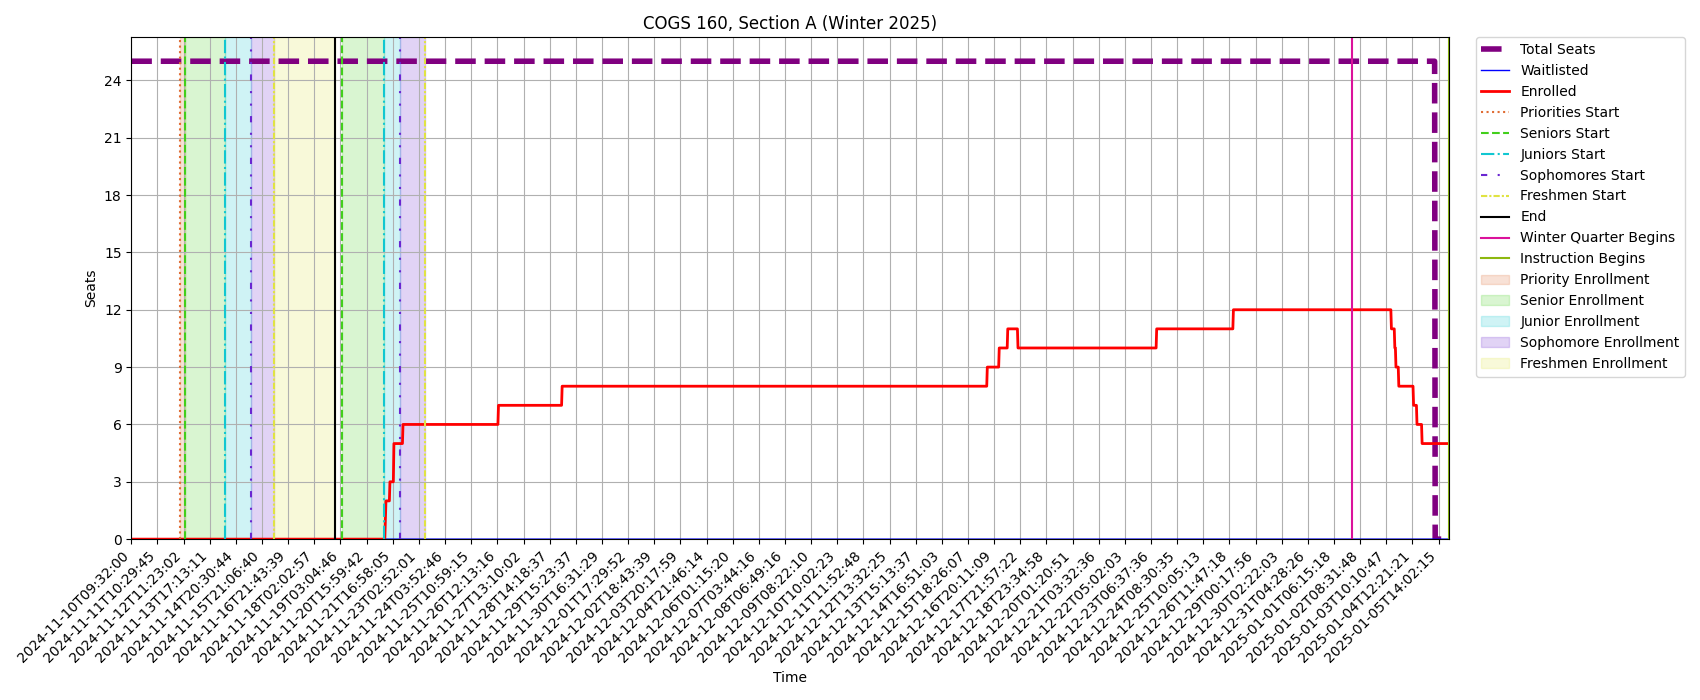 COGS 160, Section A (Winter 2025)
Seats
24
21
18
15
12
9
6
3
0
2024-11-10T09:32:00
2024-11-11T10:29:45
2024-11-12T11:23:02
2024-11-13T17:13:11
2024-11-14T20:30:44
2024-11-15T21:06:40
2024-11-16T21:43:39
2024-11-18T02:02:57
2024-11-19T03:04:46
2024-11-20T15:59:42
2024-11-21T16:58:05
2024-11-23T02:52:01
2024-11-24T03:52:46
2024-11-25T10:59:15
2024-11-26T12:13:16
2024-11-27T13:10:02
2024-11-28T14:18:37
2024-11-29T15:23:37
2024-11-30T16:31:29
2024-12-01T17:29:52
2024-12-02T18:43:39
2024-12-03T20:17:59
2024-12-04T21:46:14
2024-12-06T01:15:20
2024-12-07T03:44:16
2024-12-08T06:49:16
2024-12-09T08:22:10
2024-12-10T10:02:23
2024-12-11T11:52:48
2024-12-12T13:32:25
2024-12-13T15:13:37
2024-12-14T16:51:03
2024-12-15T18:26:07
2024-12-16T20:11:09
2024-12-17T21:57:22
2024-12-18T23:34:58
2024-12-20T01:20:51
2024-12-21T03:32:36
2024-12-22T05:02:03
2024-12-23T06:37:36
2024-12-24T08:30:35
2024-12-25T10:05:13
2024-12-26T11:47:18
2024-12-29T00:17:56
2024-12-30T02:22:03
2024-12-31T04:28:26
2025-01-01T06:15:18
2025-01-02T08:31:48
2025-01-03T10:10:47
2025-01-04T12:21:21
2025-01-05T14:02:15
Time
Total Seats
Waitlisted
Enrolled
Priorities Start
Seniors Start
Juniors Start
Sophomores Start
Freshmen Start
End
Winter Quarter Begins
Instruction Begins
Priority Enrollment
Senior Enrollment
Junior Enrollment
Sophomore Enrollment
Freshmen Enrollment